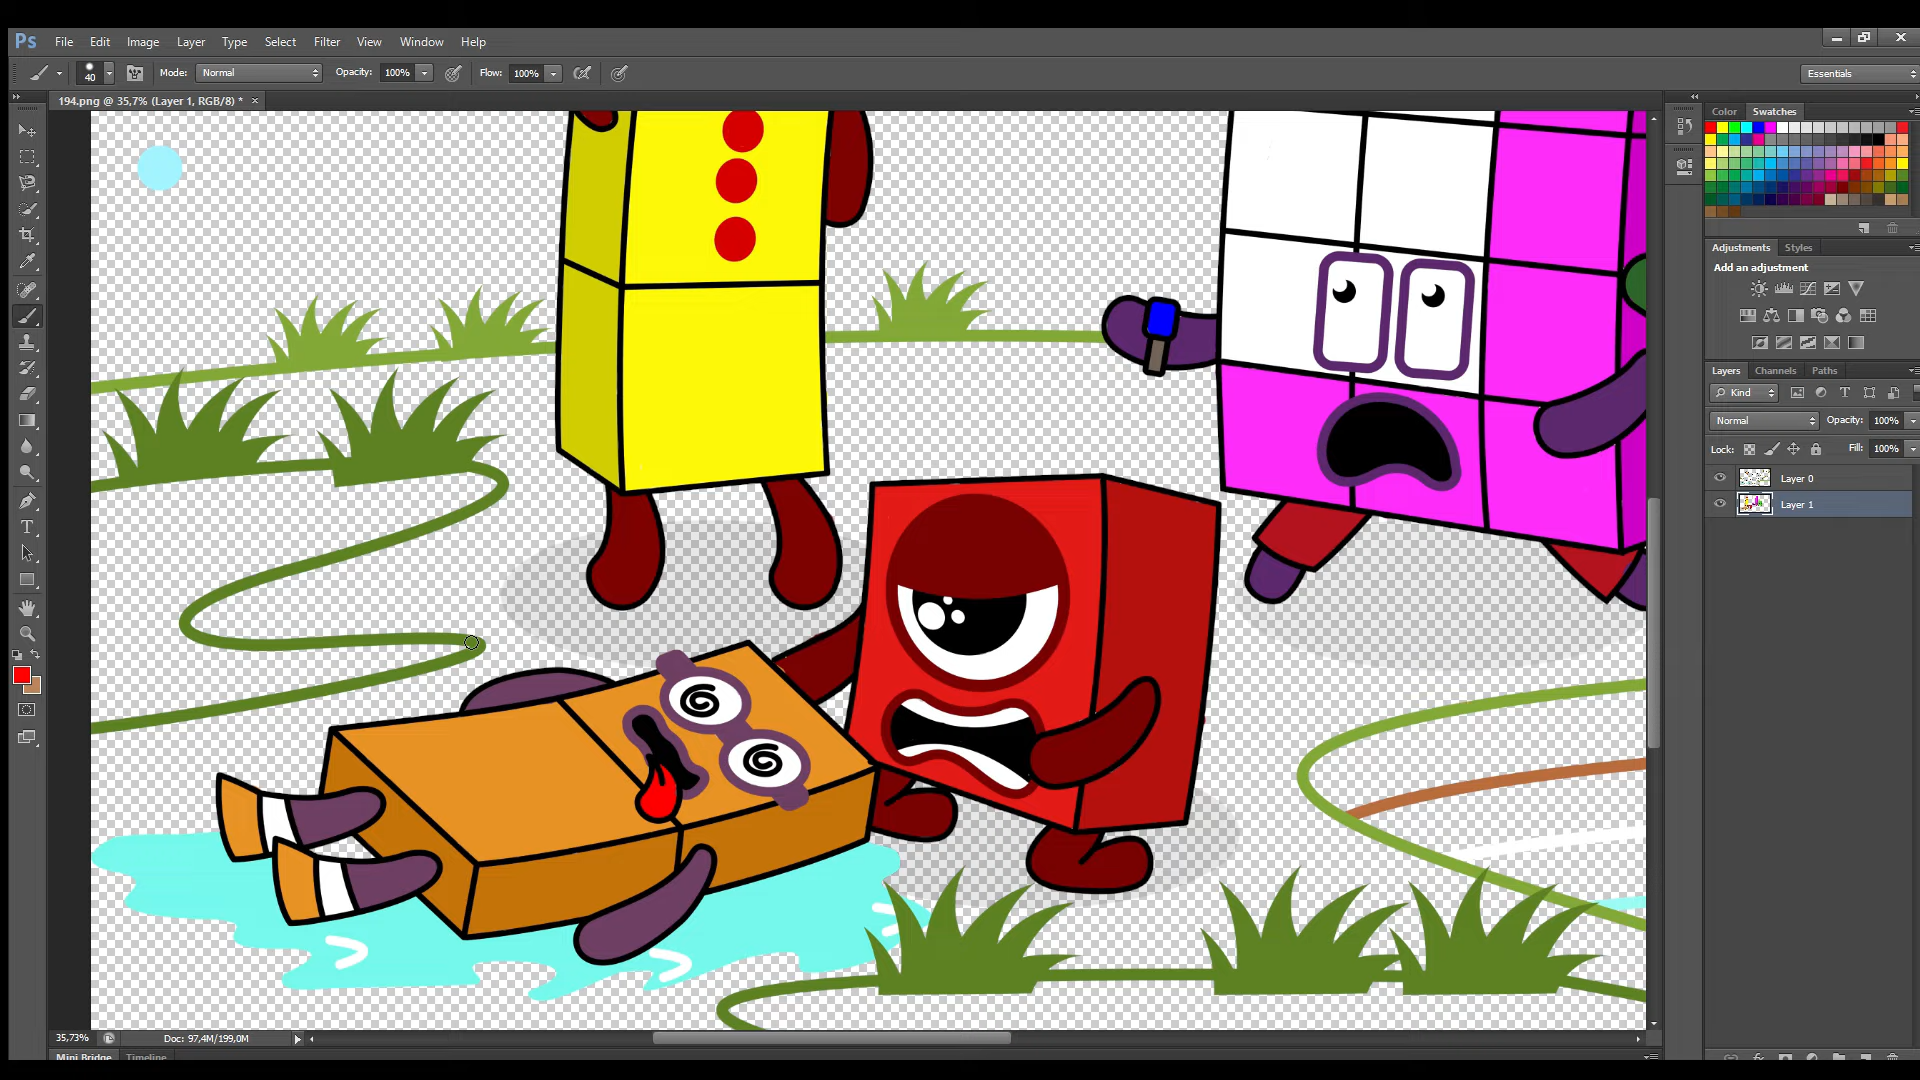 Ps File Edit Image Layer Type Select Filter View Window Help
40 Mode: Normal Opacity: 100% Flow: 100% Essentials
194.png @ 35,7% (Layer 1, RGB/8) * ×
Color Swatches
Adjustments Styles
Add an adjustment
Layers Channels Paths
Kind
Normal Opacity: 100%
Lock: Fill: 100%
Layer 0
Layer 1
35,73% Doc: 97,4M/199,0M
Mini Bridge Timeline